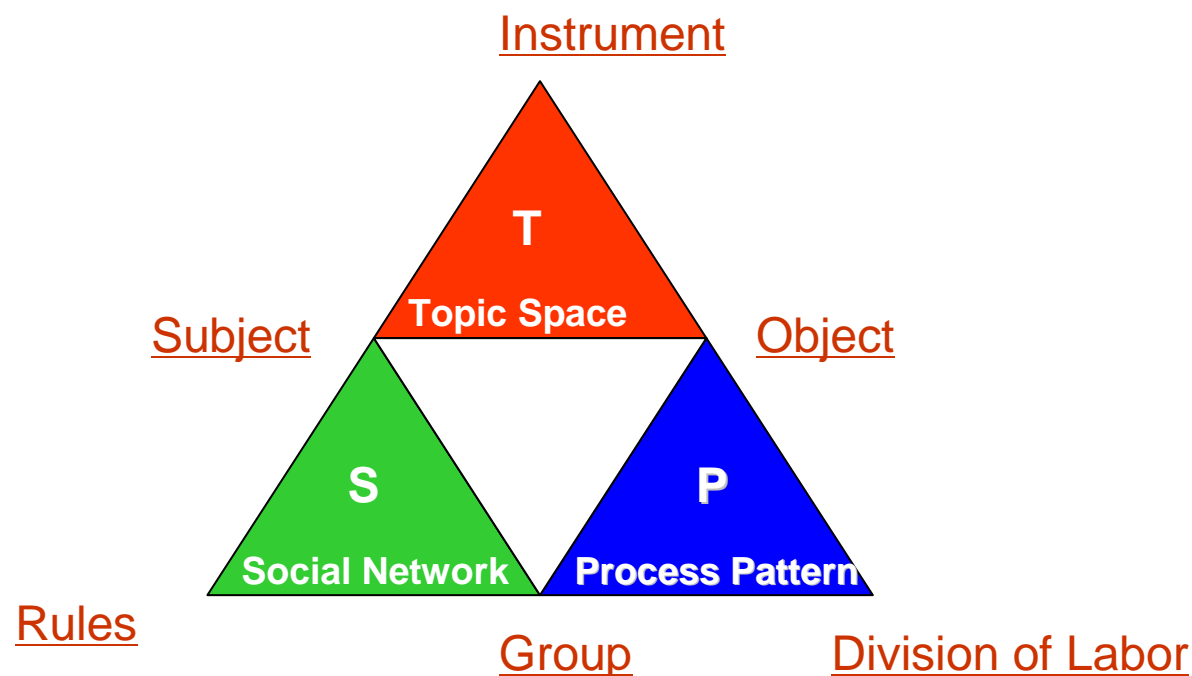 Instrument
T
Topic Space
Subject
Object
S
P
Social Network
Process Pattern
Rules
Group
Division of Labor